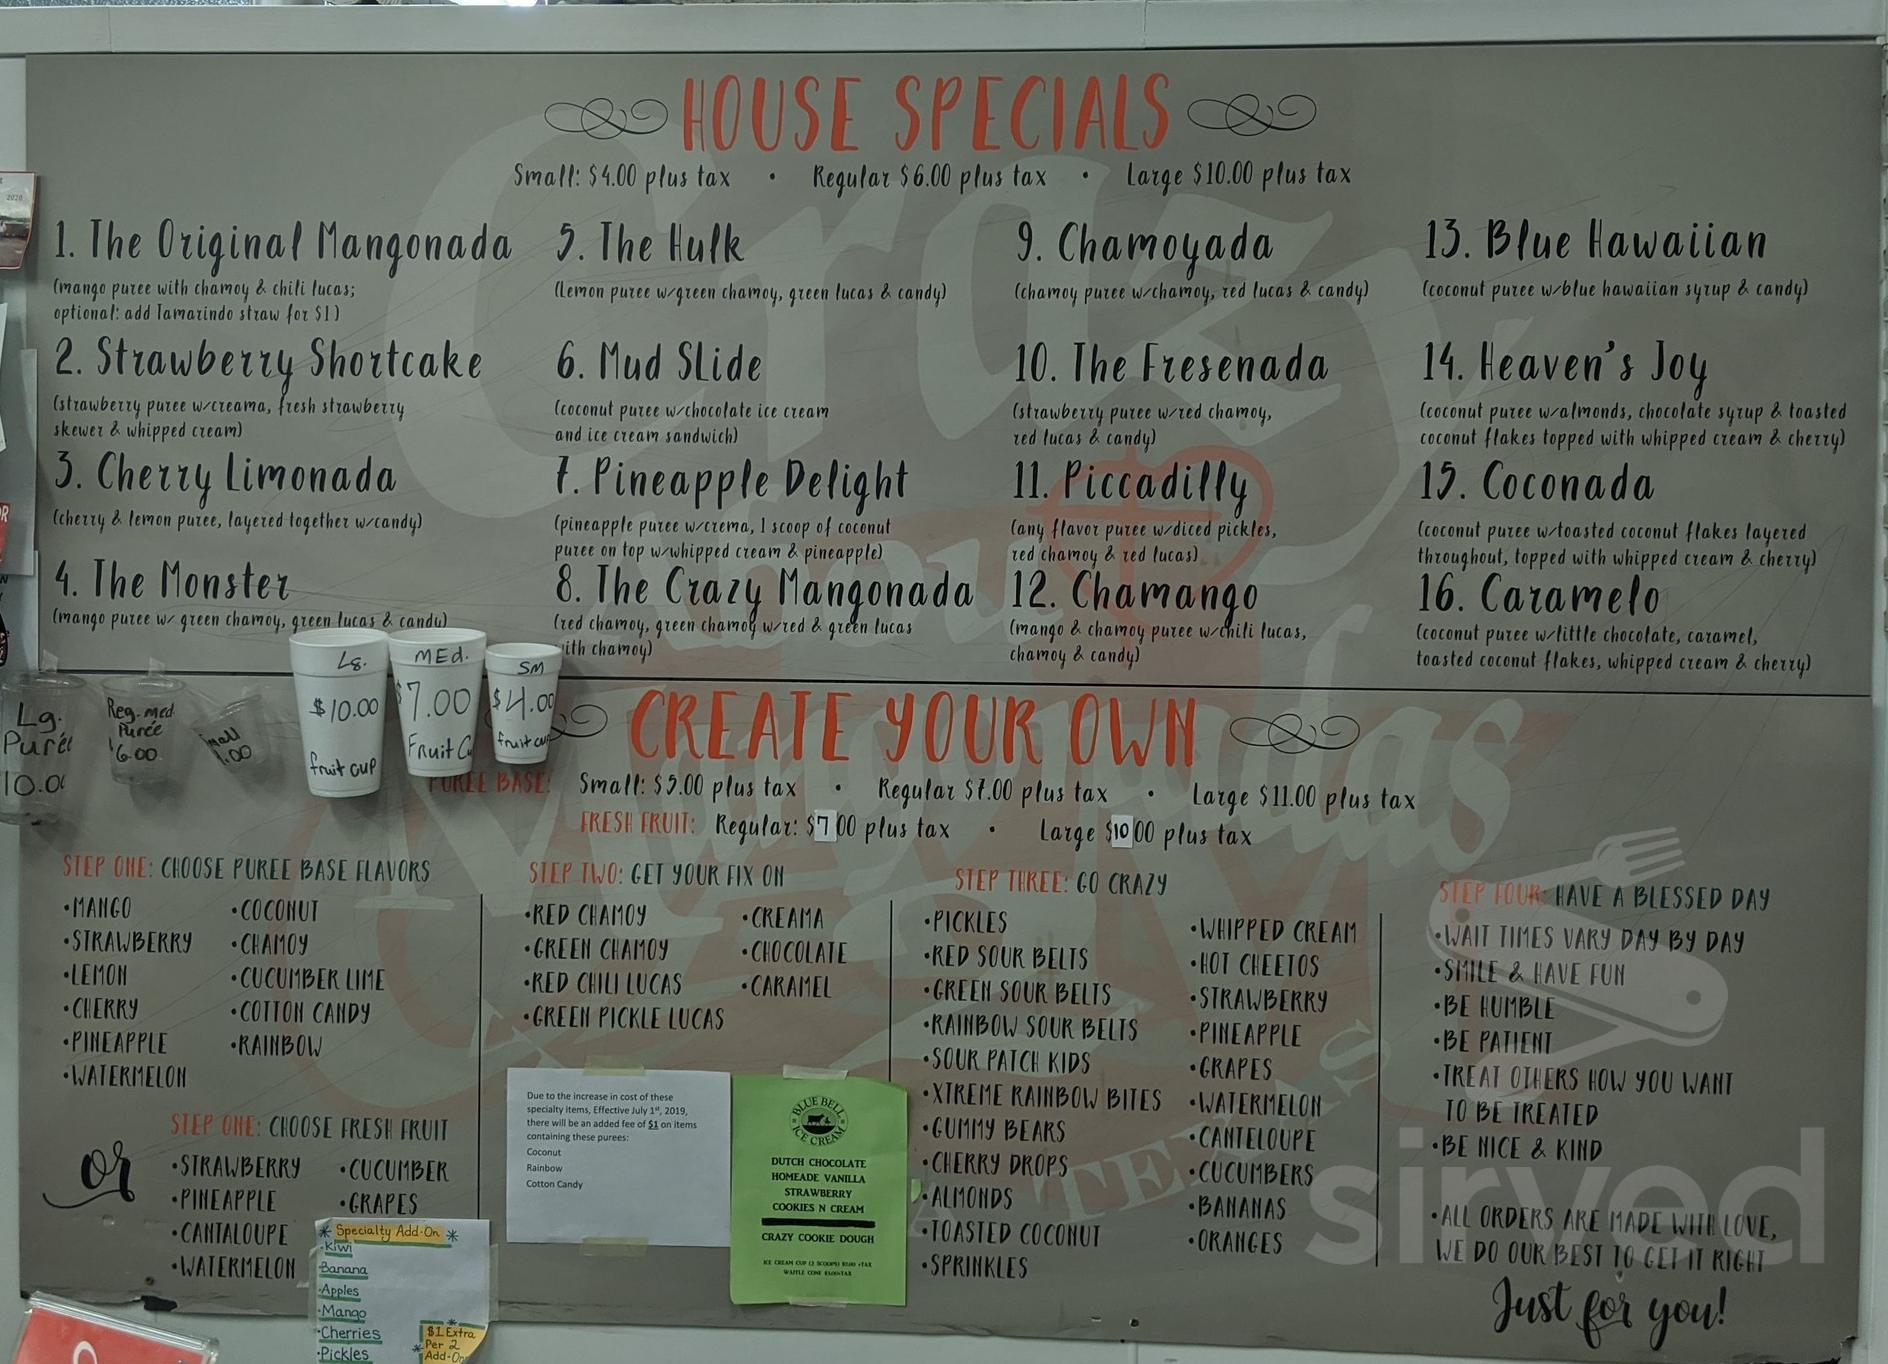 HOUSE SPECIALS
Small: $4.00 plus tax • Regular $6.00 plus tax • Large $10.00 plus tax
1. The Original Mangonada
(mango puree with chamoy & chili lucas;
optional: add Tamarindo straw for $1)
2. Strawberry Shortcake
(strawberry puree w/creama, fresh strawberry
skewer & whipped cream)
3. Cherry Limonada
(cherry & lemon puree, layered together w/candy)
4. The Monster
(mango puree w/ green chamoy, green lucas & candy)
5. The Hulk
(Lemon puree w/green chamoy, green lucas & candy)
6. Mud SLide
(coconut puree w/chocolate ice cream
and ice cream sandwich)
7. Pineapple Delight
(pineapple puree w/crema, 1 scoop of coconut
puree on top w/whipped cream & pineapple)
8. The Crazy Mangonada
(red chamoy, green chamoy w/red & green lucas
ith chamoy)
9. Chamoyada
(chamoy puree w/chamoy, red lucas & candy)
10. The Fresenada
(strawberry puree w/red chamoy,
red lucas & candy)
11. Piccadilly
(any flavor puree w/diced pickles,
red chamoy & red lucas)
12. Chamango
(mango & chamoy puree w/chili lucas,
chamoy & candy)
13. Blue Hawaiian
(coconut puree w/blue hawaiian syrup & candy)
14. Heaven's Joy
(coconut puree w/almonds, chocolate syrup & toasted
coconut flakes topped with whipped cream & cherry)
15. Coconada
(coconut puree w/toasted coconut flakes layered
throughout, topped with whipped cream & cherry)
16. Caramelo
(coconut puree w/little chocolate, caramel,
toasted coconut flakes, whipped cream & cherry)
Lg.
Purée
10.00
Reg. med
Purée
6.00
Lg.
$10.00
fruit cup
MEd.
$7.00
Fruit Cu
SM
$4.00
fruit cup
CREATE YOUR OWN
PUREE BASE: Small: $5.00 plus tax • Regular $7.00 plus tax • Large $11.00 plus tax
FRESH FRUIT: Regular: $7.00 plus tax • Large $10.00 plus tax
STEP ONE: CHOOSE PUREE BASE FLAVORS
•MANGO
•STRAWBERRY
•LEMON
•CHERRY
•PINEAPPLE
•WATERMELON
•COCONUT
•CHAMOY
•CUCUMBER LIME
•COTTON CANDY
•RAINBOW
or
STEP ONE: CHOOSE FRESH FRUIT
•STRAWBERRY
•PINEAPPLE
•CANTALOUPE
•WATERMELON
•CUCUMBER
•GRAPES
* Specialty Add-On *
•Kiwi
•Banana
•Apples
•Mango
•Cherries
•Pickles
* $1 Extra
Per 2
Add-On
STEP TWO: GET YOUR FIX ON
•RED CHAMOY
•GREEN CHAMOY
•RED CHILI LUCAS
•GREEN PICKLE LUCAS
•CREAMA
•CHOCOLATE
•CARAMEL
Due to the increase in cost of these
specialty items, Effective July 1st, 2019,
there will be an added fee of $1 on items
containing these purees:
Coconut
Rainbow
Cotton Candy
BLUE BELL
ICE CREAM
DUTCH CHOCOLATE
HOMEADE VANILLA
STRAWBERRY
COOKIES N CREAM
CRAZY COOKIE DOUGH
STEP THREE: GO CRAZY
•PICKLES
•RED SOUR BELTS
•GREEN SOUR BELTS
•RAINBOW SOUR BELTS
•SOUR PATCH KIDS
•XTREME RAINBOW BITES
•GUMMY BEARS
•CHERRY DROPS
•ALMONDS
•TOASTED COCONUT
•SPRINKLES
•WHIPPED CREAM
•HOT CHEETOS
•STRAWBERRY
•PINEAPPLE
•GRAPES
•WATERMELON
•CANTELOUPE
•CUCUMBERS
•BANANAS
•ORANGES
STEP FOUR: HAVE A BLESSED DAY
•WAIT TIMES VARY DAY BY DAY
•SMILE & HAVE FUN
•BE HUMBLE
•BE PATIENT
•TREAT OTHERS HOW YOU WANT
TO BE TREATED
•BE NICE & KIND
•ALL ORDERS ARE MADE WITH LOVE,
WE DO OUR BEST TO GET IT RIGHT
Just for you!
Crazy
About
Mangonadas
TEXAS
sirved